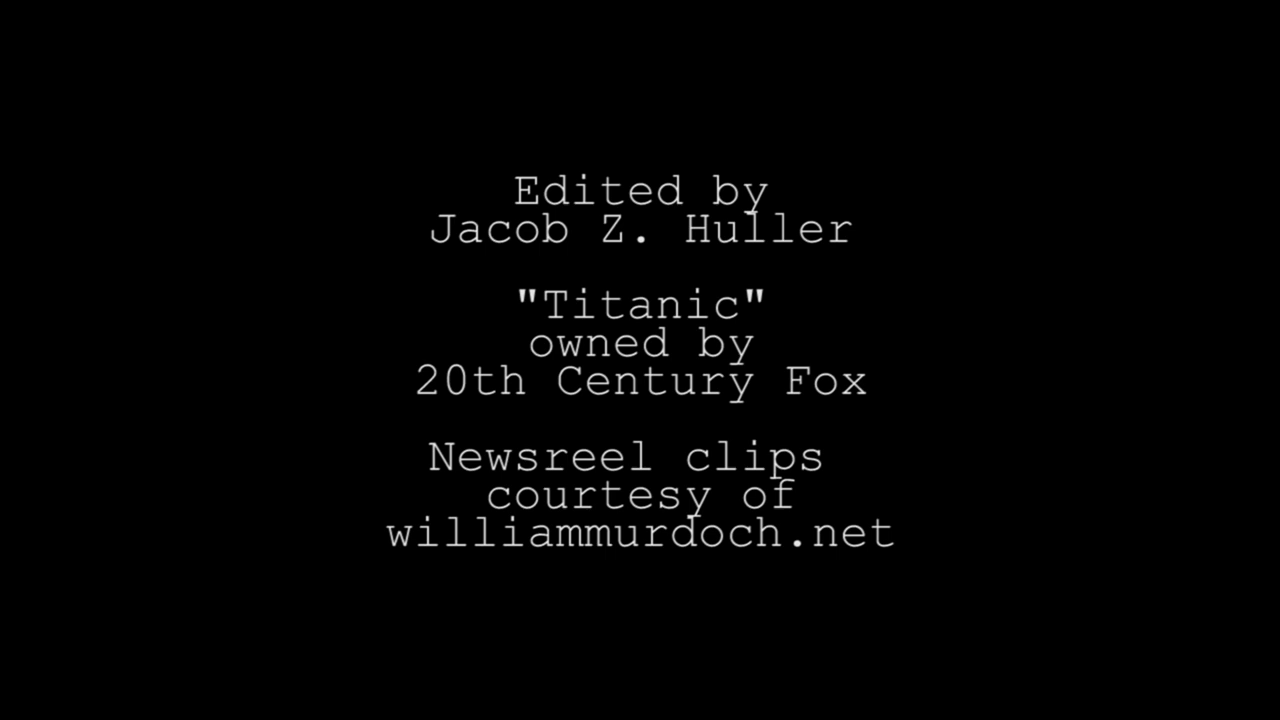 Edited by
Jacob Z. Huller
"Titanic"
owned by
20th Century Fox
Newsreel clips
courtesy of
williammurdoch.net